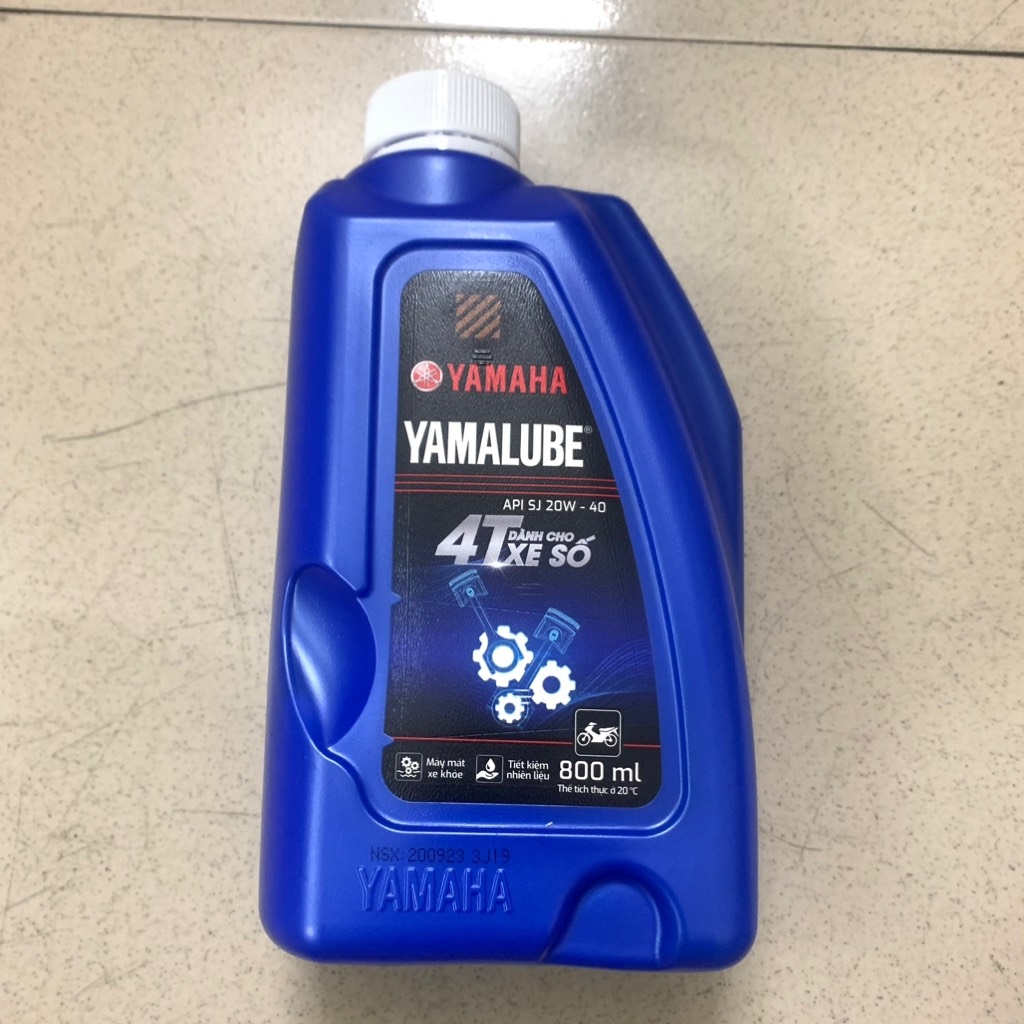 YAMAHA
YAMALUBE®
API SJ 20W - 40
4T DÀNH CHO
XE SỐ
Máy mát
xe khỏe
Tiết kiệm
nhiên liệu
800 ml
Thể tích thực ở 20 °C
NSX: 200923 3J19
YAMAHA